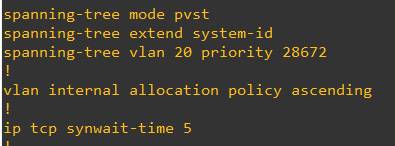 spanning-tree mode pvst
spanning-tree extend system-id
spanning-tree vlan 20 priority 28672
!
vlan internal allocation policy ascending
!
ip tcp synwait-time 5
!